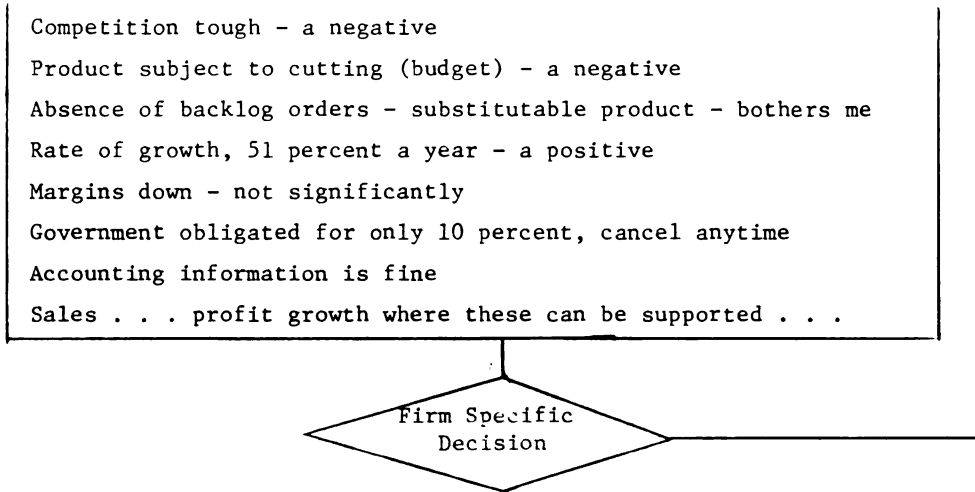 Competition tough - a negative
Product subject to cutting (budget) - a negative
Absence of backlog orders - substitutable product - bothers me
Rate of growth, 51 percent a year - a positive
Margins down - not significantly
Government obligated for only 10 percent, cancel anytime
Accounting information is fine
Sales . . . profit growth where these can be supported . . .
Firm Specific
Decision